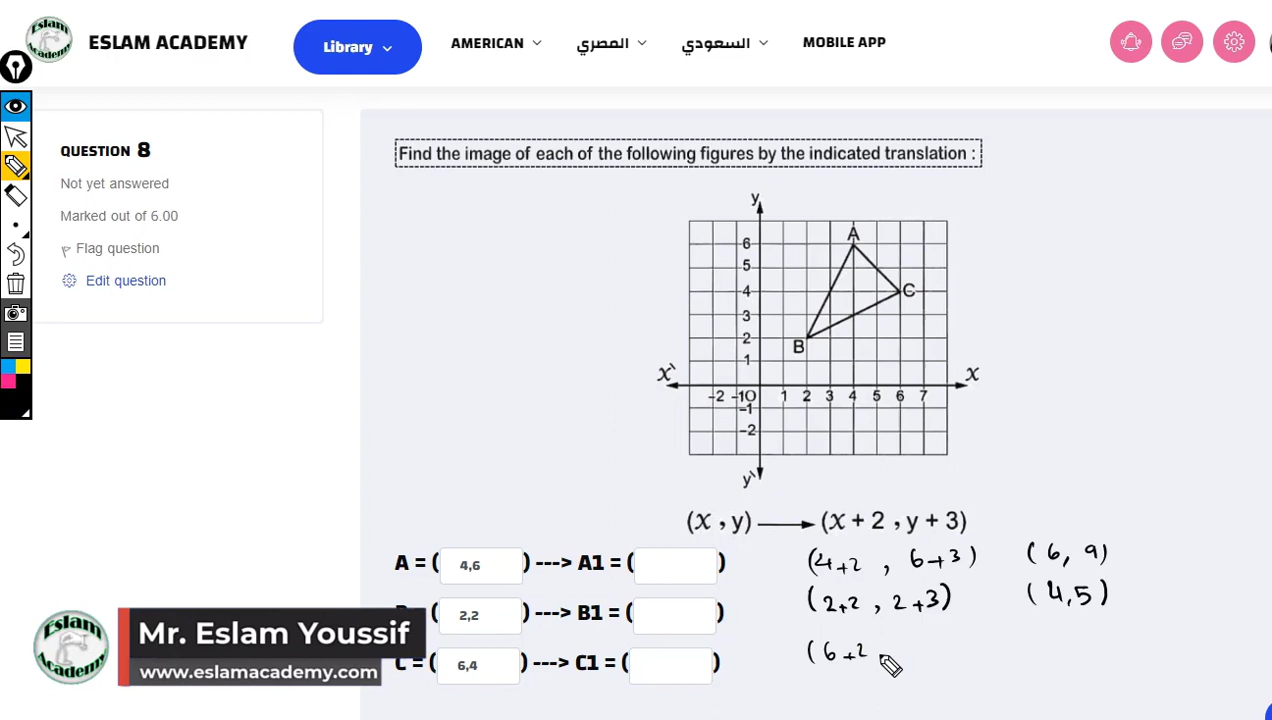 Eslam
Academy
ESLAM ACADEMY
Library
AMERICAN
المصري
السعودي
MOBILE APP
QUESTION 8
Not yet answered
Marked out of 6.00
Flag question
Edit question
Find the image of each of the following figures by the indicated translation :
y
A
6
5
4
C
3
2
B
1
x`
x
-2 -1 0 1 2 3 4 5 6 7
-1
-2
y`
(x , y) ⟶ (x + 2 , y + 3)
A = ( 4,6 ) ---> A1 = ( ) (4+2 , 6+3) (6, 9)
2,2 ) ---> B1 = ( ) (2+2 , 2+3) (4,5)
C = ( 6,4 ) ---> C1 = ( ) (6+2
Eslam
Academy
Mr. Eslam Youssif
www.eslamacademy.com